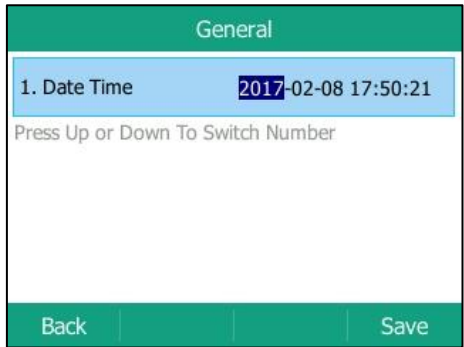 General
1. Date Time 2017-02-08 17:50:21
Press Up or Down To Switch Number
Back Save